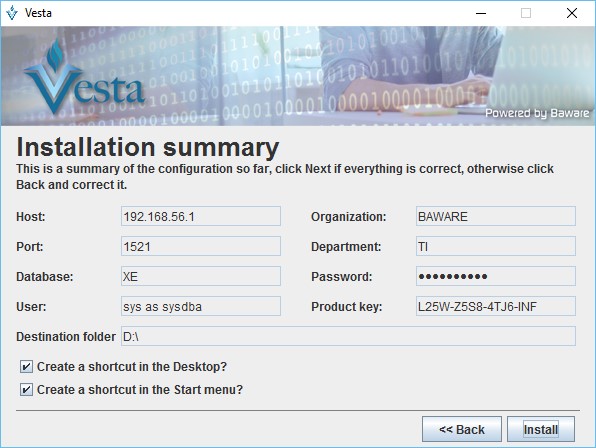 Vesta
Vesta
Powered by Baware
Installation summary
This is a summary of the configuration so far, click Next if everything is correct, otherwise click
Back and correct it.
Host: 192.168.56.1 Organization: BAWARE
Port: 1521 Department: TI
Database: XE Password: ●●●●●●●●●●
User: sys as sysdba Product key: L25W-Z5S8-4TJ6-INF
Destination folder D:\
Create a shortcut in the Desktop?
Create a shortcut in the Start menu?
<< Back Install